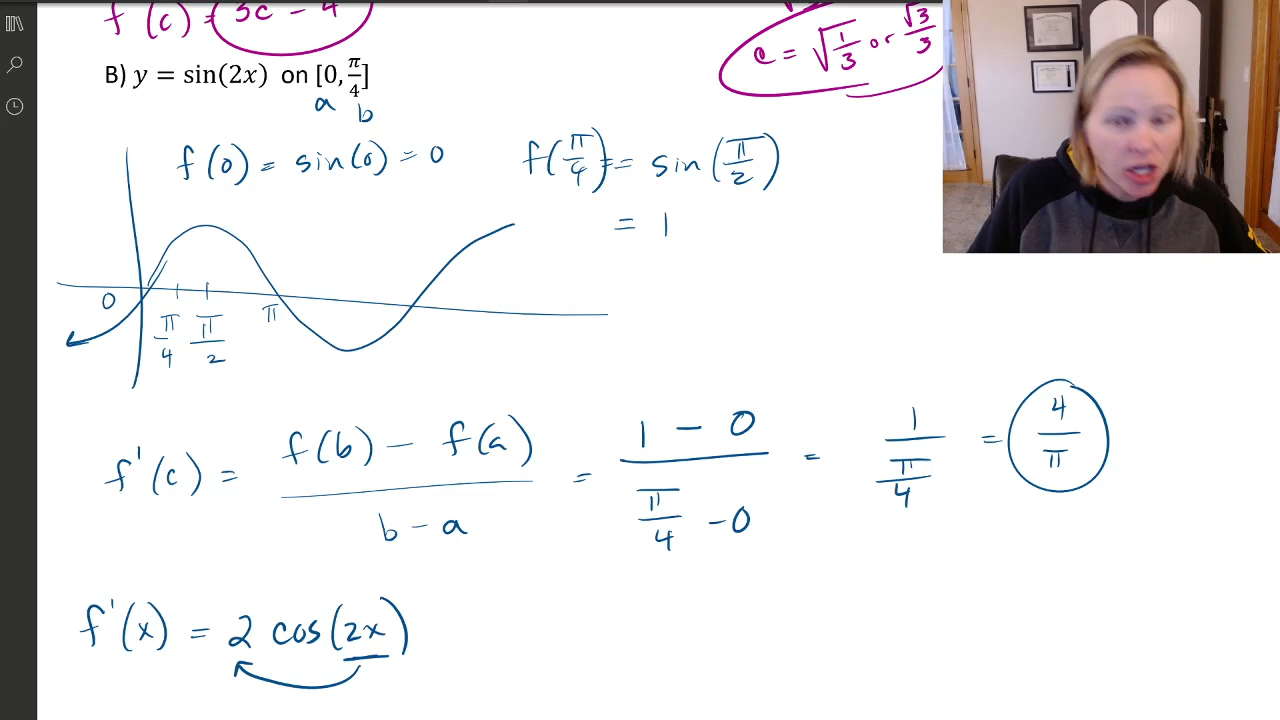 f'(c) = 3c² - 4
c = √1/3 or √3/3
B) y = sin(2x) on [0, π/4]
a b
f(0) = sin(0) = 0 f(π/4) = = sin(π/2)
= 1
0 π/4 π/2 π
f'(c) = f(b) - f(a) / b - a = 1 - 0 / π/4 - 0 = 1 / π/4 = 4/π
f'(x) = 2 cos(2x)